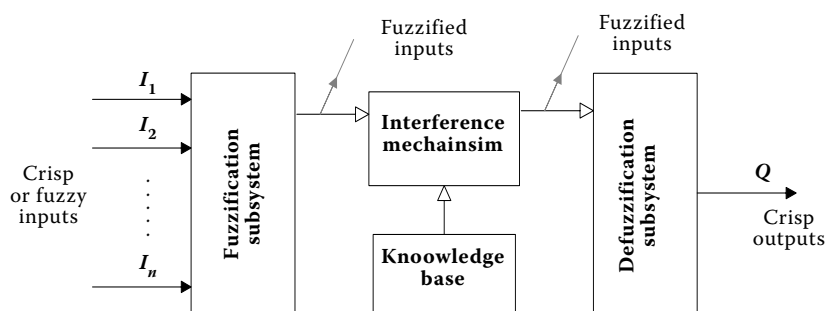 Fuzzified
inputs
Fuzzified
inputs
I1
I2
Crisp
or fuzzy
inputs
In
Fuzzification
subsystem
Interference
mechainsim
Knoowledge
base
Defuzzification
subsystem
Q
Crisp
outputs